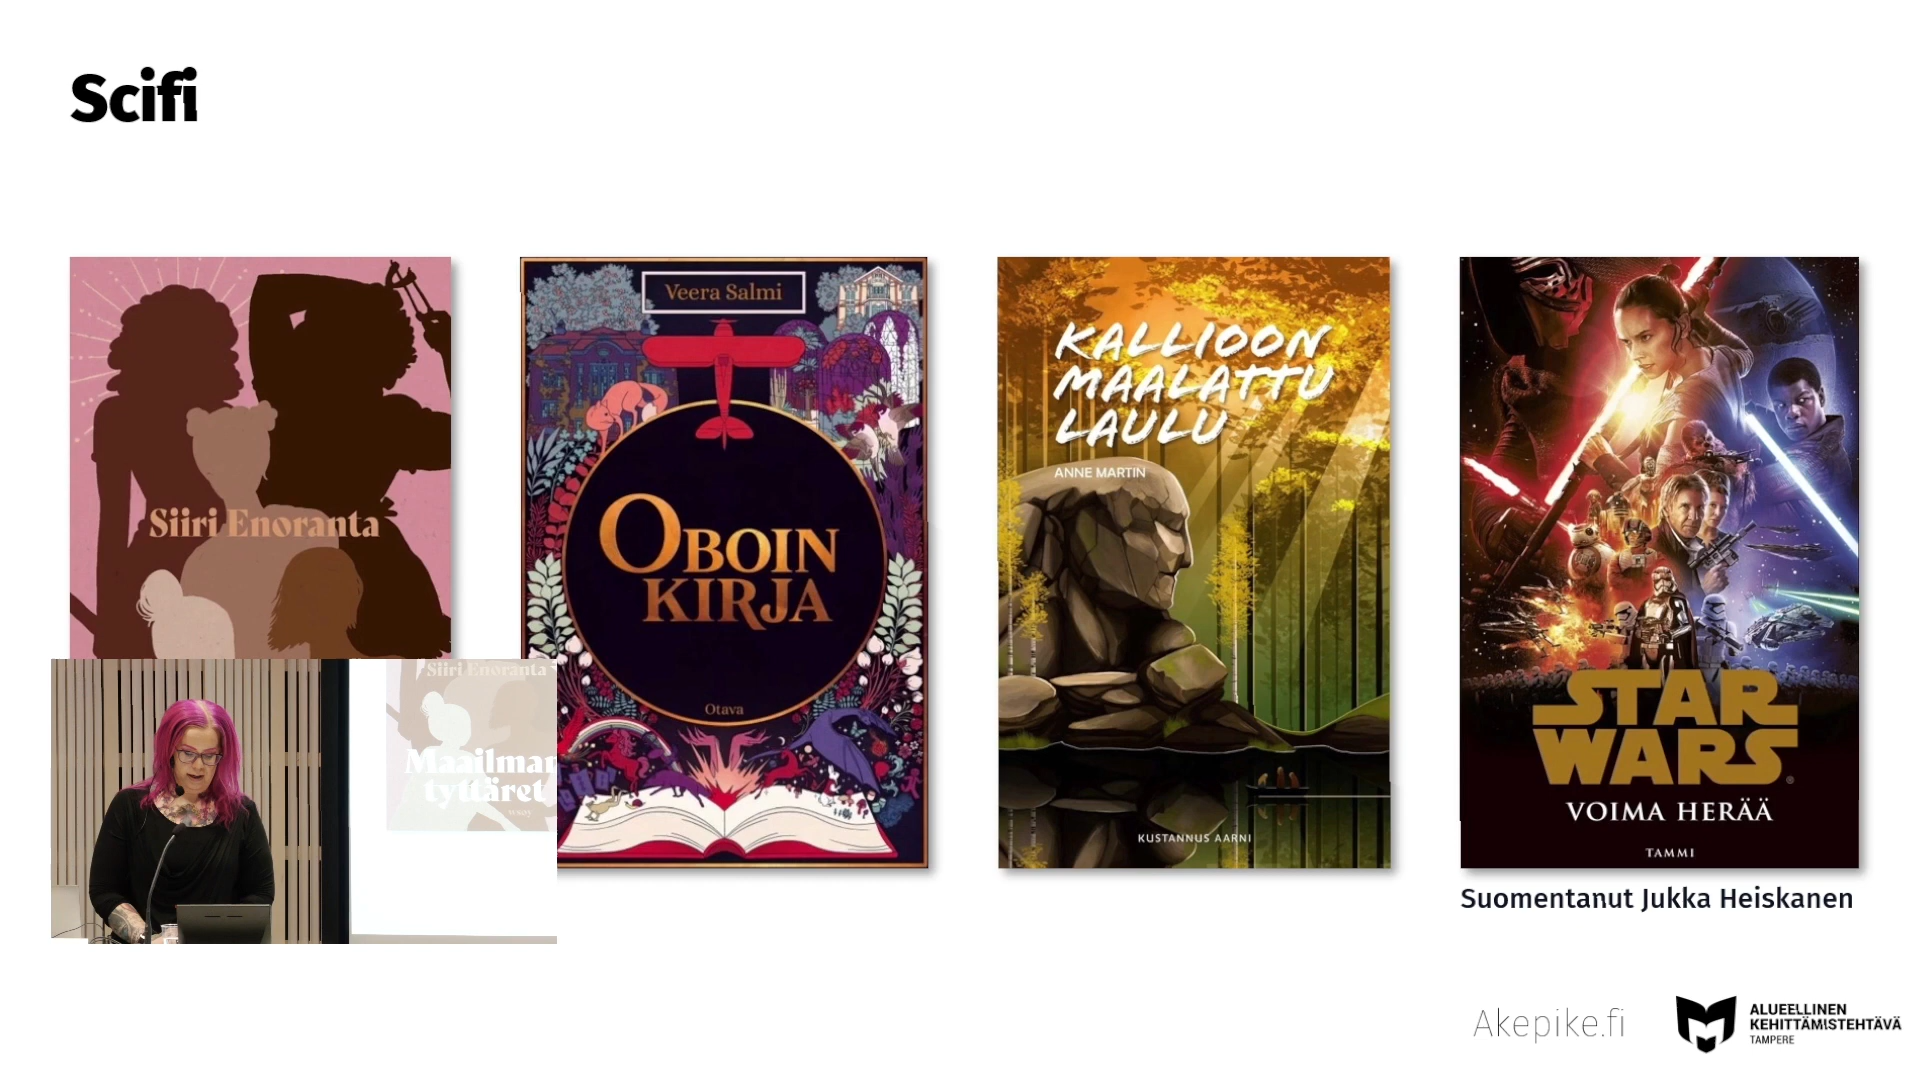 Scifi
Siiri Enoranta
Veera Salmi
OBOIN
KIRJA
Otava
KALLIOON
MAALATTU
LAULU
ANNE MARTIN
KUSTANNUS AARNI
STAR
WARS
VOIMA HERÄÄ
TAMMI
Suomentanut Jukka Heiskanen
Siiri Enoranta
Maailman
tyttäret
WSOY
Akepike.fi
ALUEELLINEN
KEHITTÄMISTEHTÄVÄ
TAMPERE